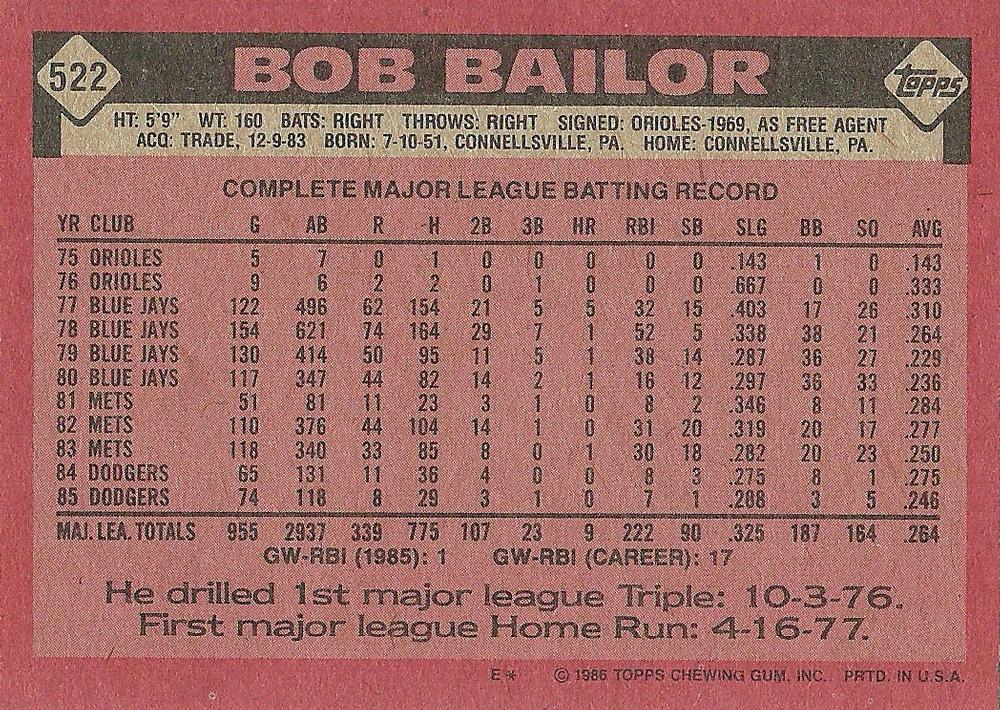 522 BOB BAILOR topps
HT: 5'9" WT: 160 BATS: RIGHT THROWS: RIGHT SIGNED: ORIOLES-1969, AS FREE AGENT
ACQ: TRADE, 12-9-83 BORN: 7-10-51, CONNELLSVILLE, PA. HOME: CONNELLSVILLE, PA.
COMPLETE MAJOR LEAGUE BATTING RECORD
YR CLUB G AB R H 2B 3B HR RBI SB SLG BB SO AVG
75 ORIOLES 5 7 0 1 0 0 0 0 0 .143 1 0 .143
76 ORIOLES 9 6 2 2 0 1 0 0 0 .667 0 0 .333
77 BLUE JAYS 122 496 62 154 21 5 5 32 15 .403 17 26 .310
78 BLUE JAYS 154 621 74 164 29 7 1 52 5 .338 38 21 .264
79 BLUE JAYS 130 414 50 95 11 5 1 38 14 .287 36 27 .229
80 BLUE JAYS 117 347 44 82 14 2 1 16 12 .297 36 33 .236
81 METS 51 81 11 23 3 1 0 8 2 .346 8 11 .284
82 METS 110 376 44 104 14 1 0 31 20 .319 20 17 .277
83 METS 118 340 33 85 8 0 1 30 18 .282 20 23 .250
84 DODGERS 65 131 11 36 4 0 0 8 3 .275 8 1 .275
85 DODGERS 74 118 8 29 3 1 0 7 1 .288 3 5 .246
MAJ. LEA. TOTALS 955 2937 339 775 107 23 9 222 90 .325 187 164 .264
GW-RBI (1985): 1 GW-RBI (CAREER): 17
He drilled 1st major league Triple: 10-3-76.
First major league Home Run: 4-16-77.
E* © 1986 TOPPS CHEWING GUM, INC. PRTD. IN U.S.A.